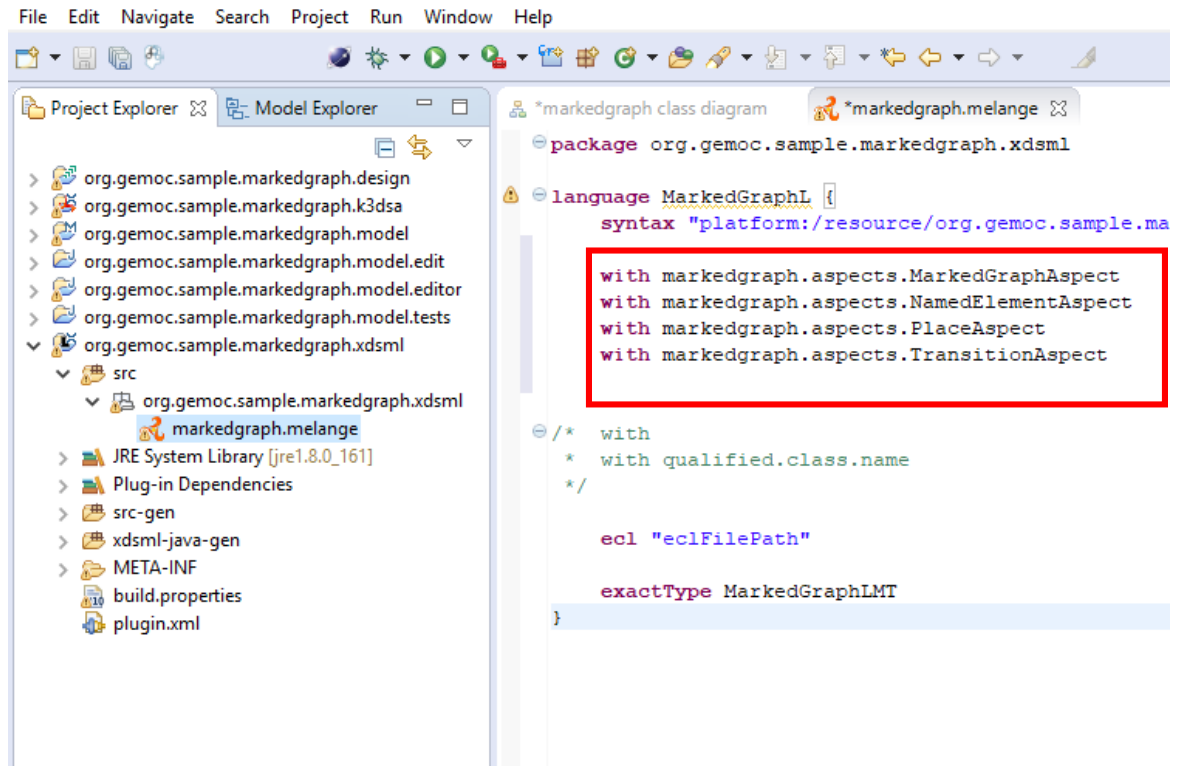 File Edit Navigate Search Project Run Window Help
Project Explorer
Model Explorer
org.gemoc.sample.markedgraph.design
org.gemoc.sample.markedgraph.k3dsa
org.gemoc.sample.markedgraph.model
org.gemoc.sample.markedgraph.model.edit
org.gemoc.sample.markedgraph.model.editor
org.gemoc.sample.markedgraph.model.tests
org.gemoc.sample.markedgraph.xdsml
src
org.gemoc.sample.markedgraph.xdsml
markedgraph.melange
JRE System Library [jre1.8.0_161]
Plug-in Dependencies
src-gen
xdsml-java-gen
META-INF
build.properties
plugin.xml
*markedgraph class diagram
*markedgraph.melange
package org.gemoc.sample.markedgraph.xdsml
language MarkedGraphL {
syntax "platform:/resource/org.gemoc.sample.ma
with markedgraph.aspects.MarkedGraphAspect
with markedgraph.aspects.NamedElementAspect
with markedgraph.aspects.PlaceAspect
with markedgraph.aspects.TransitionAspect
/* with
* with qualified.class.name
*/
ecl "eclFilePath"
exactType MarkedGraphLMT
}